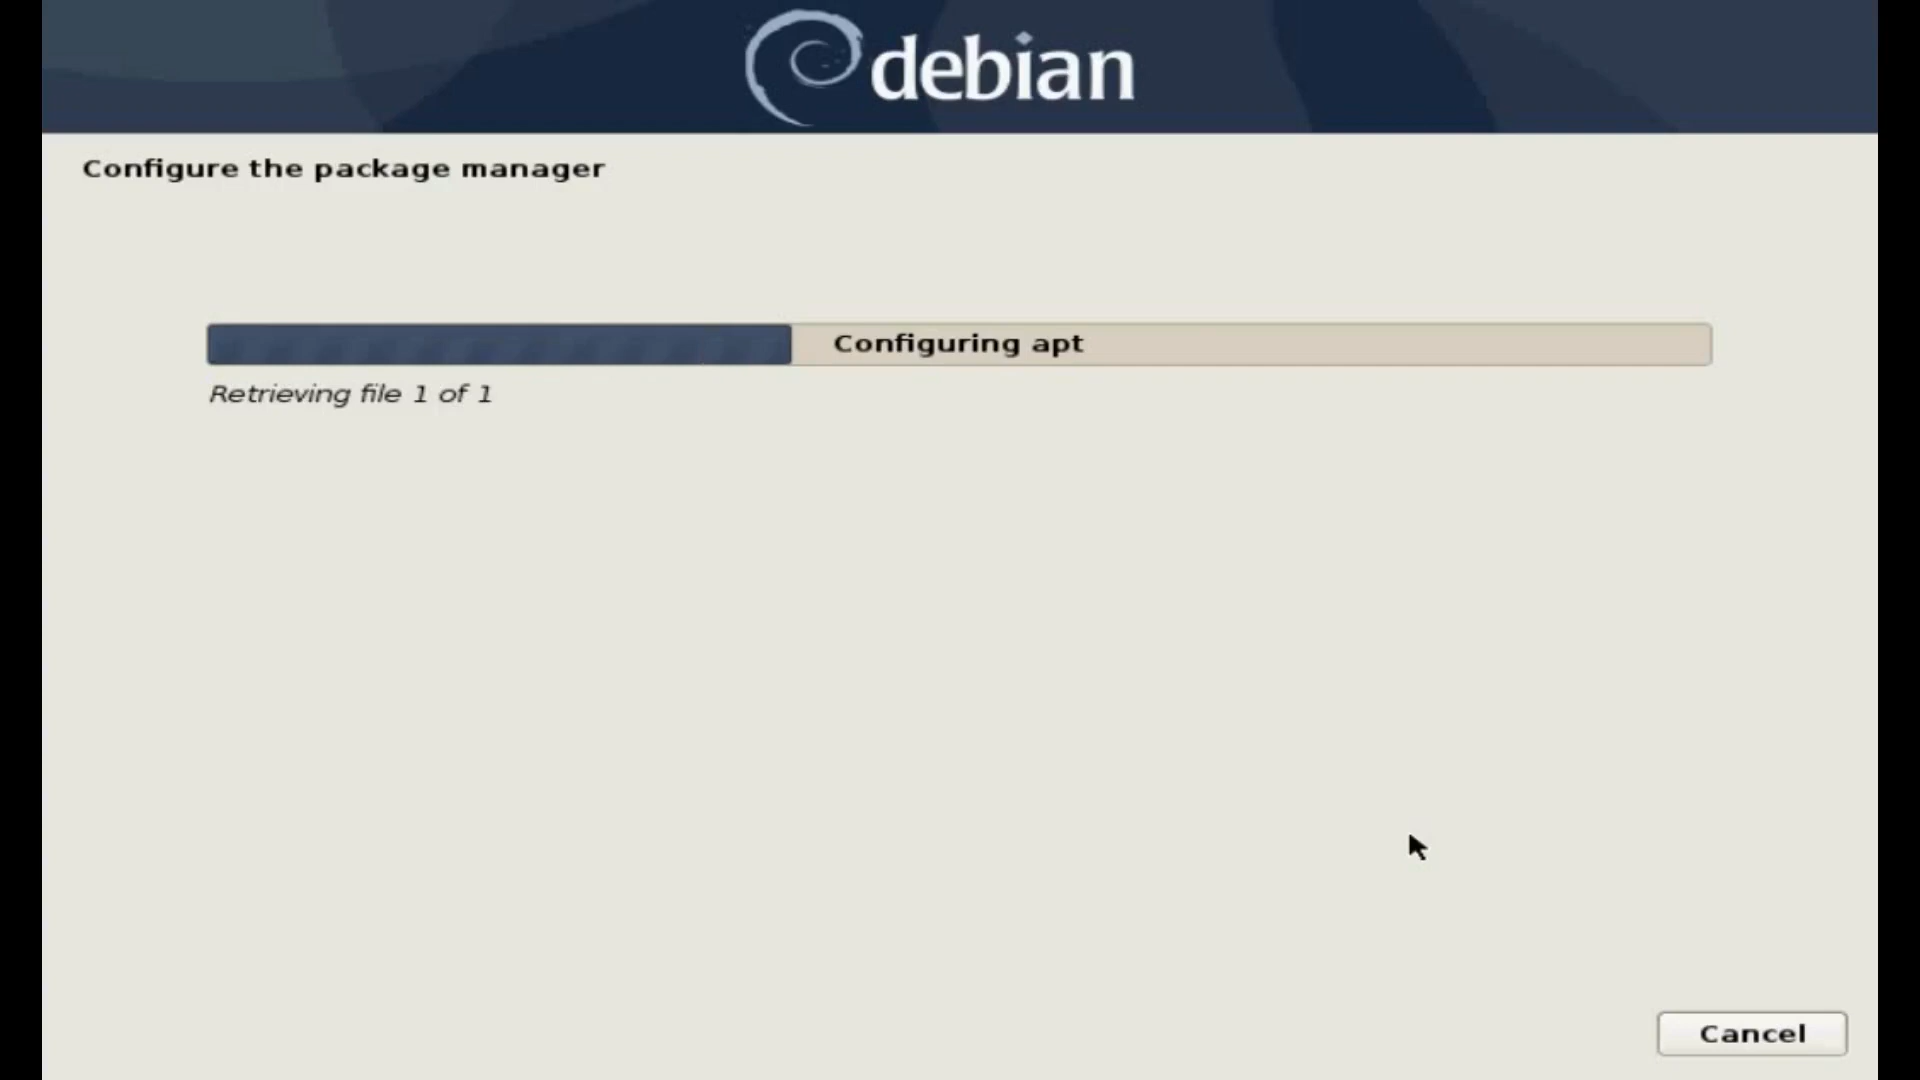 debian
Configure the package manager
Configuring apt
Retrieving file 1 of 1
Cancel